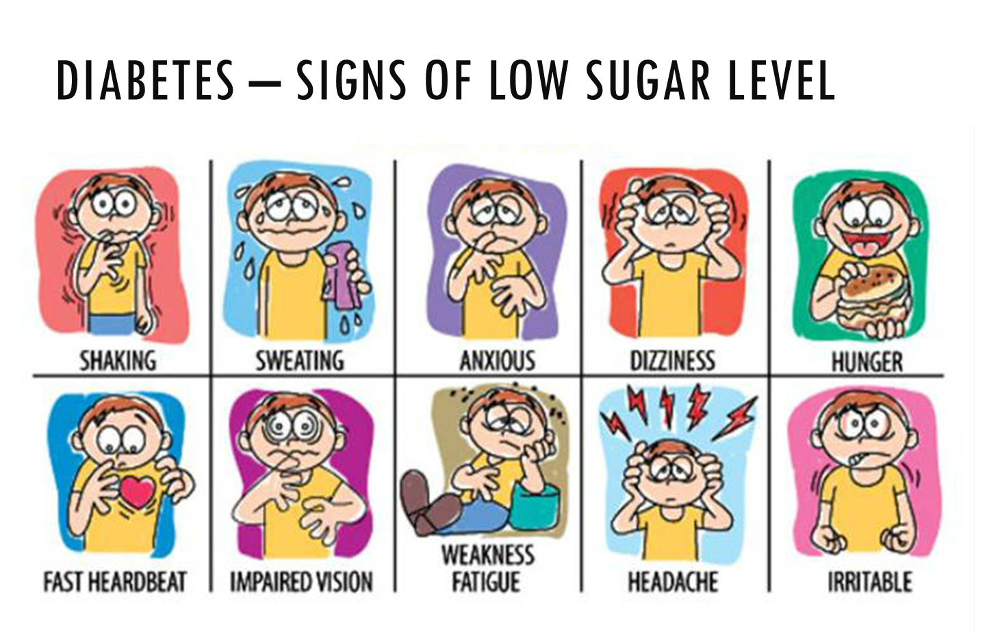 DIABETES – SIGNS OF LOW SUGAR LEVEL
SHAKING
SWEATING
ANXIOUS
DIZZINESS
HUNGER
FAST HEARDBEAT
IMPAIRED VISION
WEAKNESS
FATIGUE
HEADACHE
IRRITABLE